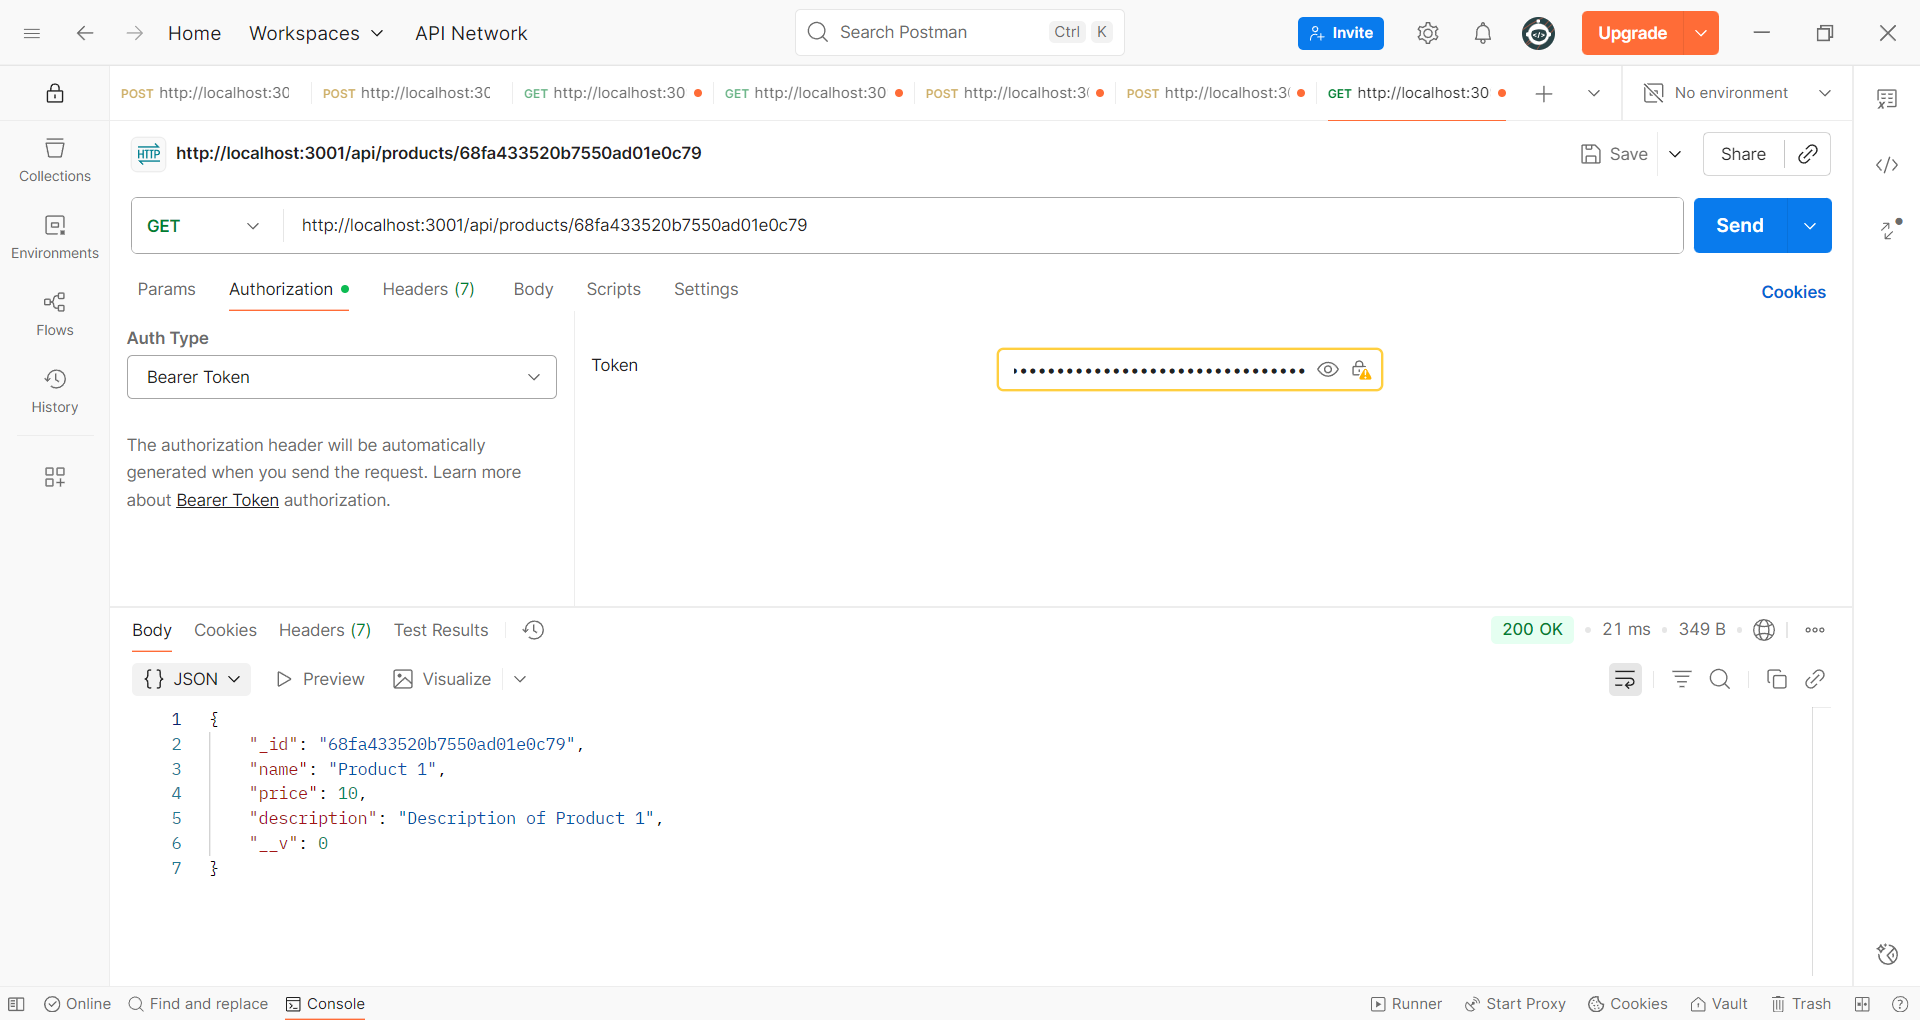 Home
Workspaces
API Network
Search Postman
Ctrl
K
Invite
Upgrade
POST http://localhost:30
POST http://localhost:30
GET http://localhost:30
GET http://localhost:30
POST http://localhost:30
POST http://localhost:30
GET http://localhost:30
No environment
Collections
Environments
Flows
History
HTTP
http://localhost:3001/api/products/68fa433520b7550ad01e0c79
Save
Share
GET
http://localhost:3001/api/products/68fa433520b7550ad01e0c79
Send
Params
Authorization
Headers (7)
Body
Scripts
Settings
Cookies
Auth Type
Bearer Token
The authorization header will be automatically
generated when you send the request. Learn more
about Bearer Token authorization.
Token
Body
Cookies
Headers (7)
Test Results
200 OK
21 ms
349 B
{} JSON
Preview
Visualize
1 {
2 "_id": "68fa433520b7550ad01e0c79",
3 "name": "Product 1",
4 "price": 10,
5 "description": "Description of Product 1",
6 "__v": 0
7 }
Online
Find and replace
Console
Runner
Start Proxy
Cookies
Vault
Trash